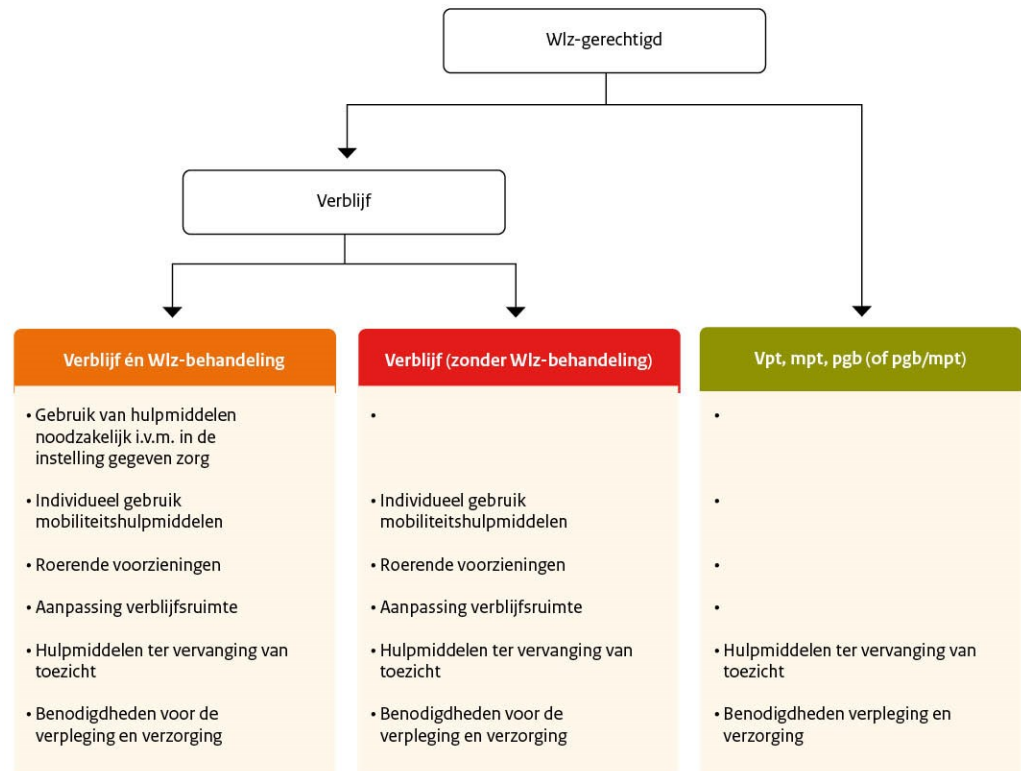 Wlz-gerechtigd
Verblijf
Verblijf én Wlz-behandeling
• Gebruik van hulpmiddelen
noodzakelijk i.v.m. in de
instelling gegeven zorg
• Individueel gebruik
mobiliteitshulpmiddelen
• Roerende voorzieningen
• Aanpassing verblijfsruimte
• Hulpmiddelen ter vervanging van
toezicht
• Benodigdheden voor de
verpleging en verzorging
Verblijf (zonder Wlz-behandeling)
•
• Individueel gebruik
mobiliteitshulpmiddelen
• Roerende voorzieningen
• Aanpassing verblijfsruimte
• Hulpmiddelen ter vervanging van
toezicht
• Benodigdheden voor de
verpleging en verzorging
Vpt, mpt, pgb (of pgb/mpt)
•
•
•
•
• Hulpmiddelen ter vervanging van
toezicht
• Benodigdheden verpleging en
verzorging